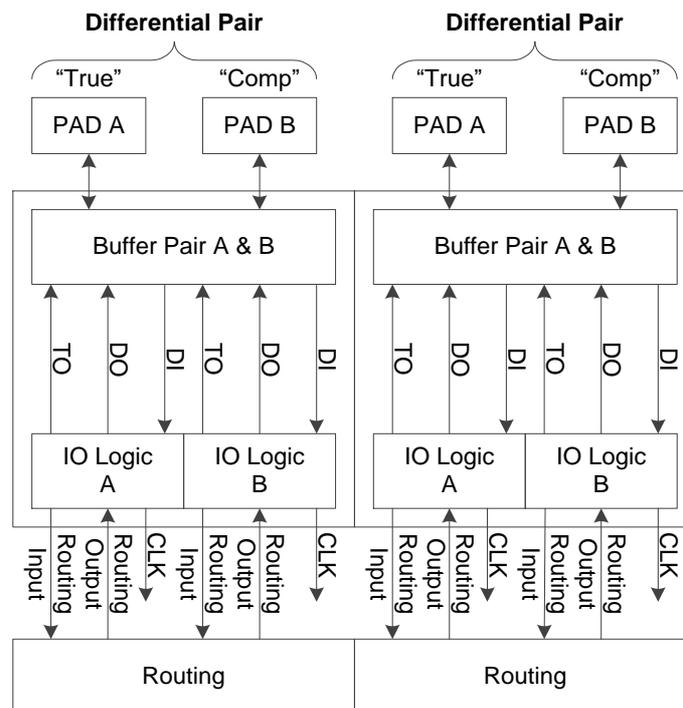 Differential Pair
Differential Pair
“True”
“Comp”
“True”
“Comp”
PAD A
PAD B
PAD A
PAD B
Buffer Pair A & B
Buffer Pair A & B
TO
DO
DI
TO
DO
DI
TO
DO
DI
TO
DO
DI
IO Logic
A
IO Logic
B
IO Logic
A
IO Logic
B
Routing
Input
Routing
Output
CLK
Routing
Input
Routing
Output
CLK
Routing
Input
Routing
Output
CLK
Routing
Input
Routing
Output
CLK
Routing
Routing